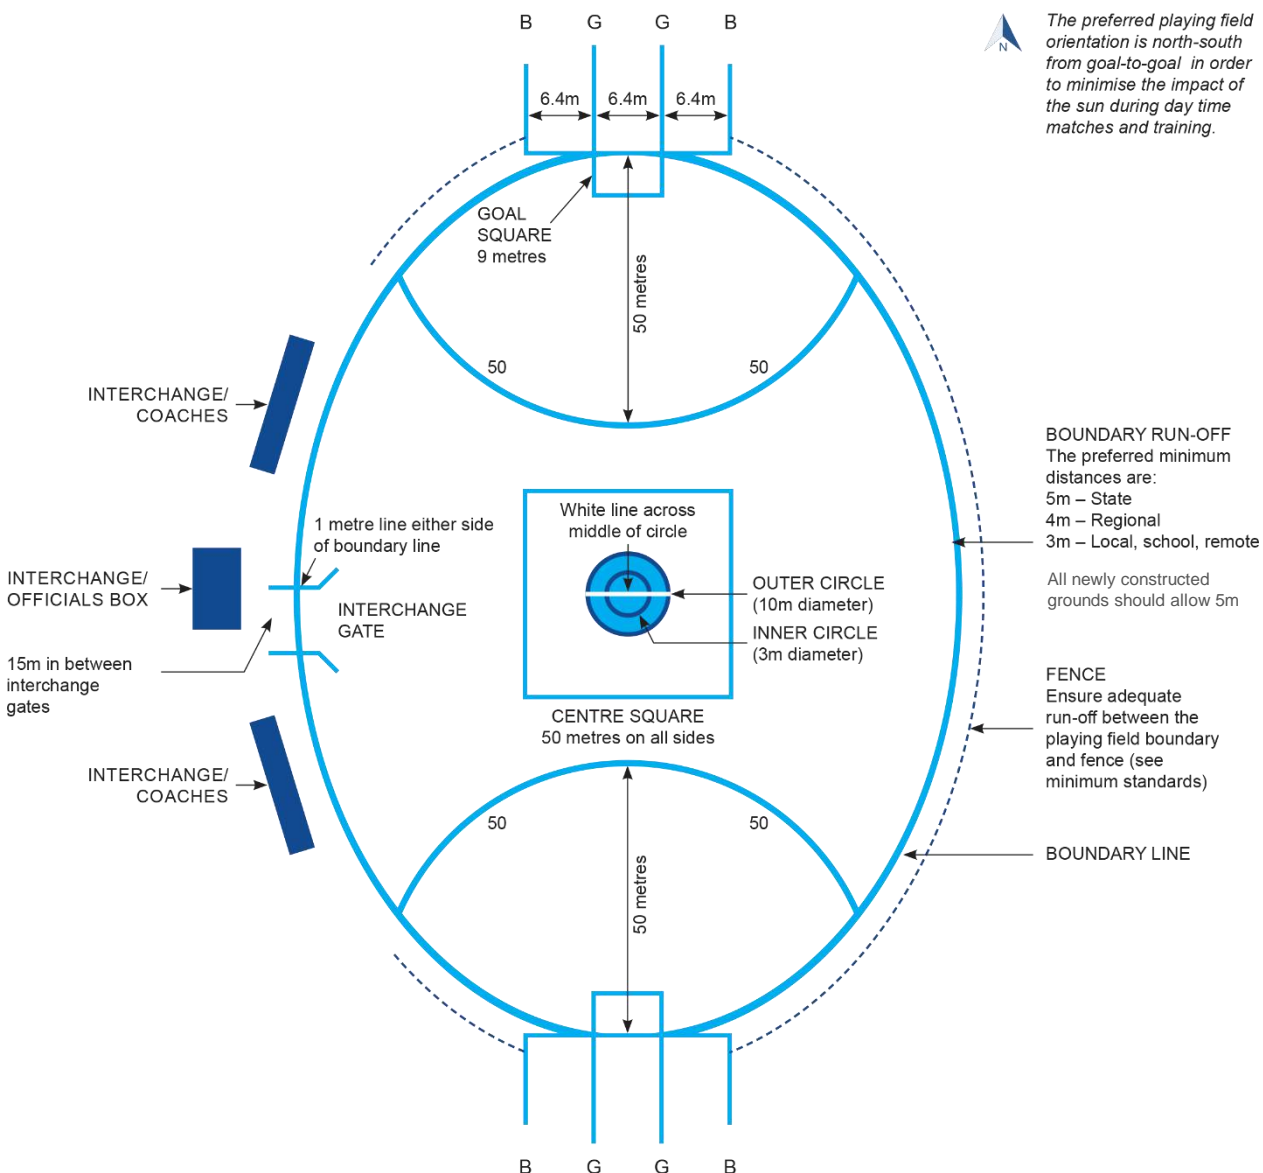 B G G B
The preferred playing field
orientation is north-south
from goal-to-goal in order
to minimise the impact of
the sun during day time
matches and training.
N
6.4m 6.4m 6.4m
GOAL
SQUARE
9 metres
50 metres
50 50
INTERCHANGE/
COACHES
BOUNDARY RUN-OFF
The preferred minimum
distances are:
5m – State
4m – Regional
3m – Local, school, remote
All newly constructed
grounds should allow 5m
White line across
middle of circle
1 metre line either side
of boundary line
INTERCHANGE/
OFFICIALS BOX
INTERCHANGE
GATE
OUTER CIRCLE
(10m diameter)
INNER CIRCLE
(3m diameter)
15m in between
interchange
gates
FENCE
Ensure adequate
run-off between the
playing field boundary
and fence (see
minimum standards)
CENTRE SQUARE
50 metres on all sides
INTERCHANGE/
COACHES
50 50
50 metres
BOUNDARY LINE
B G G B